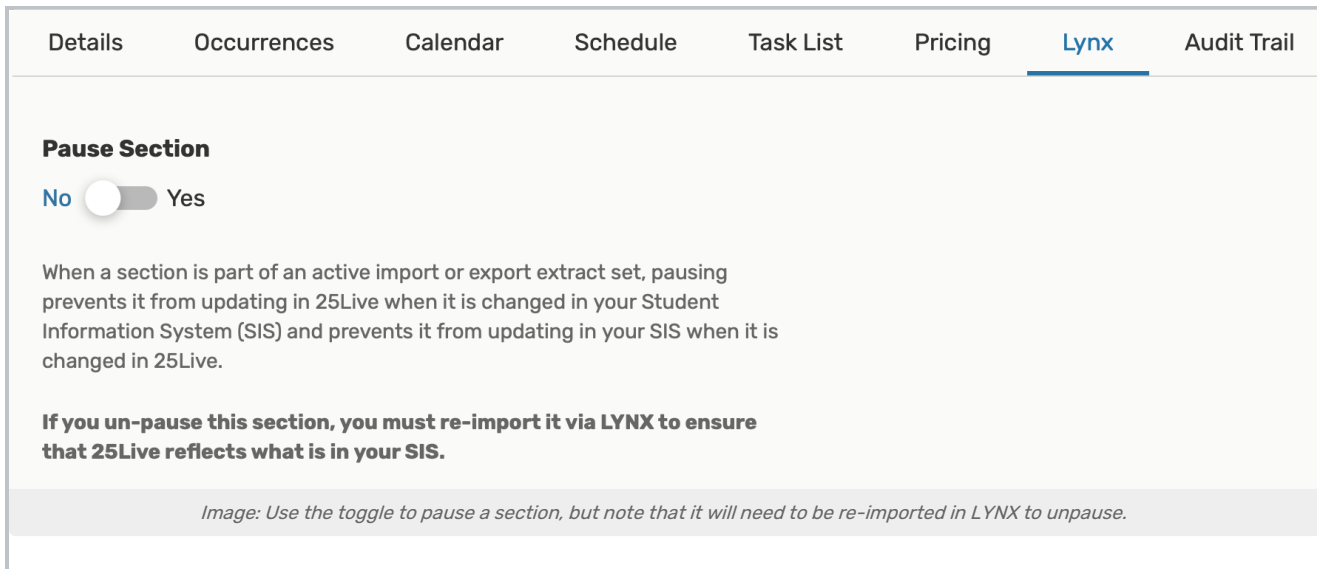 Details Occurrences Calendar Schedule Task List Pricing Lynx Audit Trail
Pause Section
No Yes
When a section is part of an active import or export extract set, pausing
prevents it from updating in 25Live when it is changed in your Student
Information System (SIS) and prevents it from updating in your SIS when it is
changed in 25Live.
If you un-pause this section, you must re-import it via LYNX to ensure
that 25Live reflects what is in your SIS.
Image: Use the toggle to pause a section, but note that it will need to be re-imported in LYNX to unpause.